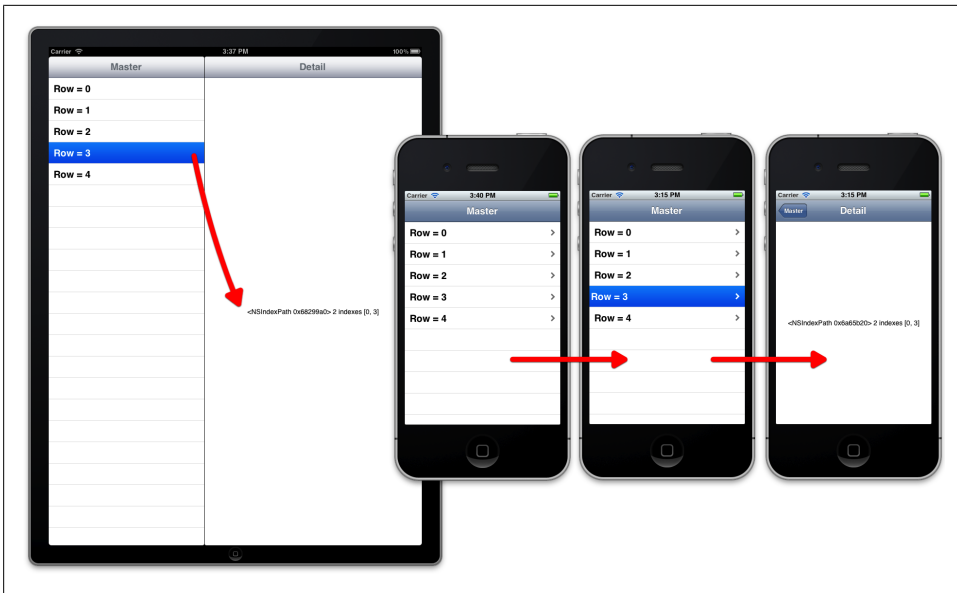 Carrier 3:37 PM 100%
Master Detail
Row = 0
Row = 1
Row = 2
Row = 3
Row = 4
<NSIndexPath 0x68299a0> 2 indexes [0, 3]
Carrier 3:40 PM
Master
Row = 0
Row = 1
Row = 2
Row = 3
Row = 4
Carrier 3:15 PM
Master
Row = 0
Row = 1
Row = 2
Row = 3
Row = 4
Carrier 3:15 PM
Master Detail
<NSIndexPath 0x6a65b20> 2 indexes [0, 3]